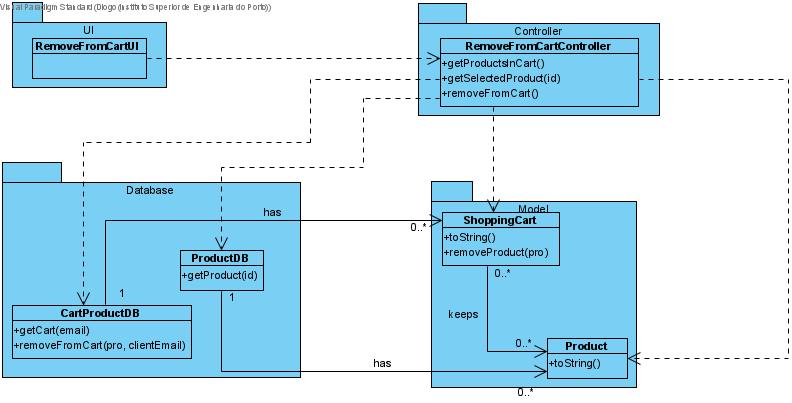 Visual Paradigm Standard (Diogo (Instituto Superior de Engenharia do Porto))
UI
RemoveFromCartUI
Controller
RemoveFromCartController
+getProductsInCart()
+getSelectedProduct(id)
+removeFromCart()
Database
has
0..*
ProductDB
+getProduct(id)
1
1
CartProductDB
+getCart(email)
+removeFromCart(pro, clientEmail)
Model
ShoppingCart
+toString()
+removeProduct(pro)
0..*
keeps
0..*
Product
+toString()
has
0..*